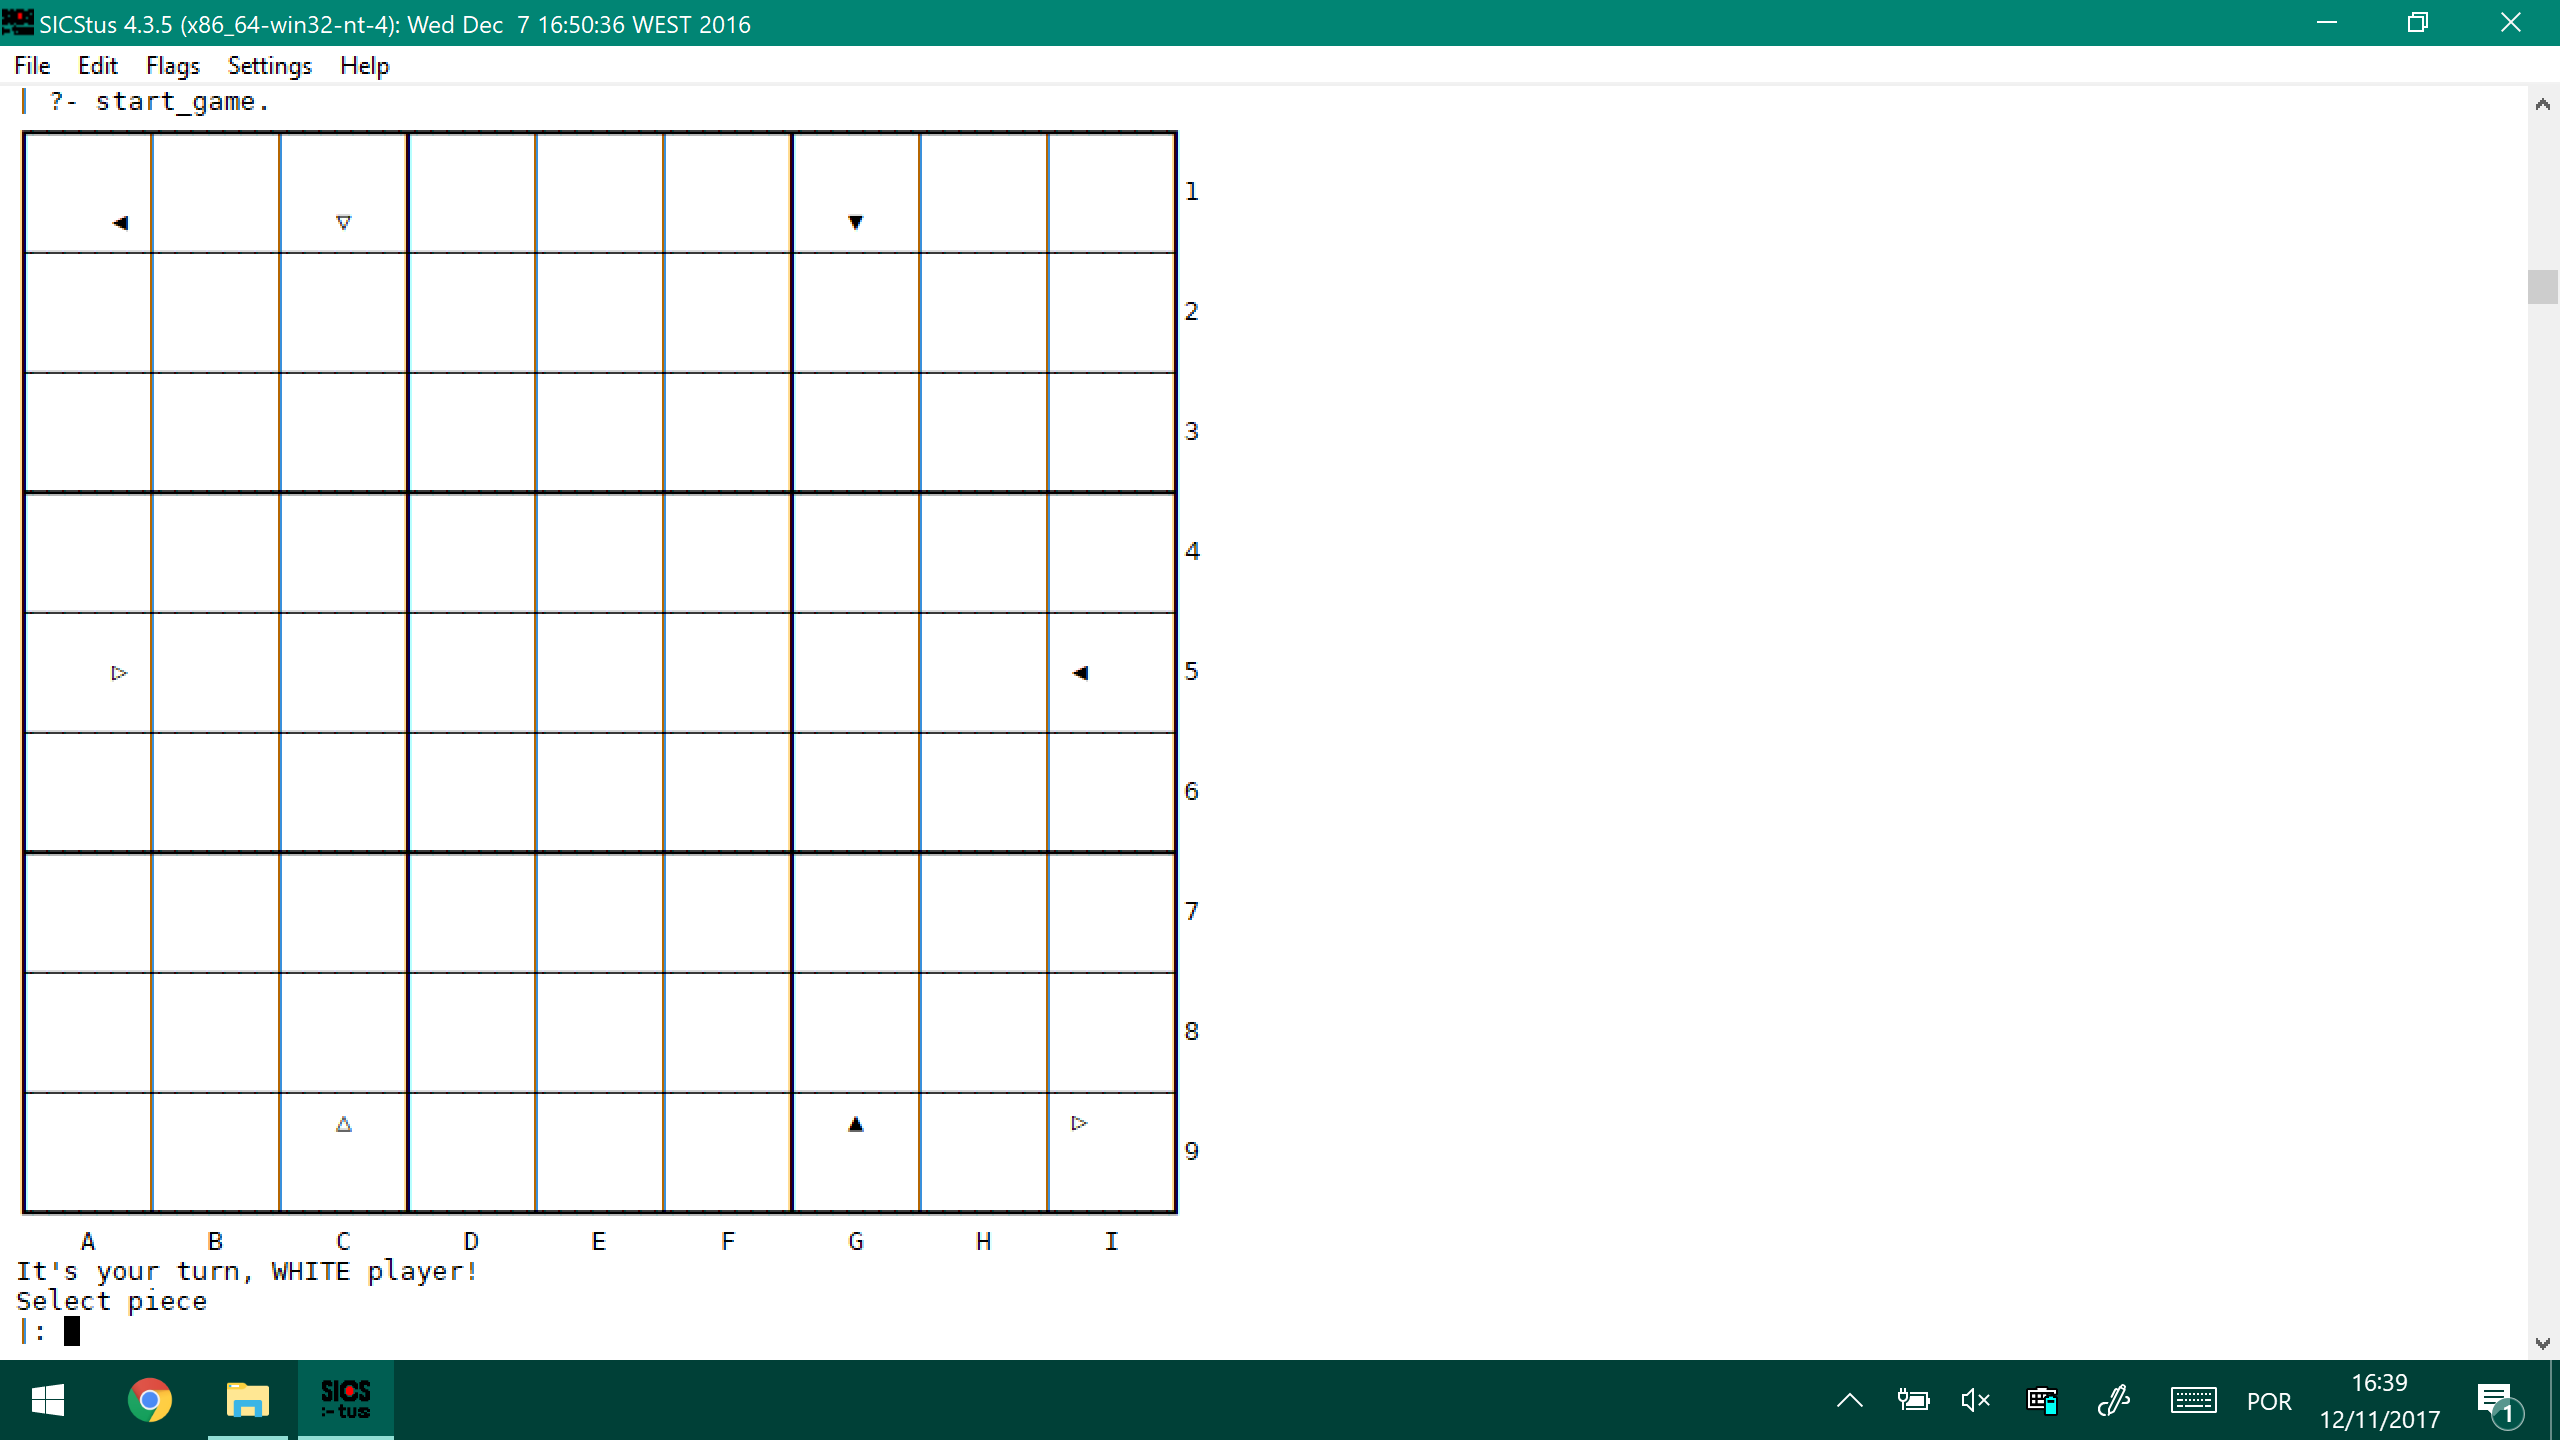 SICStus 4.3.5 (x86_64-win32-nt-4): Wed Dec  7 16:50:36 WEST 2016
File Edit Flags Settings Help
| ?- start_game.
1
◀ ▽ ▼
2
3
4
▷ ◀ 5
6
7
8
△ ▲ ▷
9
A B C D E F G H I
It's your turn, WHITE player!
Select piece
|:
SICS
:- tus
POR
16:39
12/11/2017
1